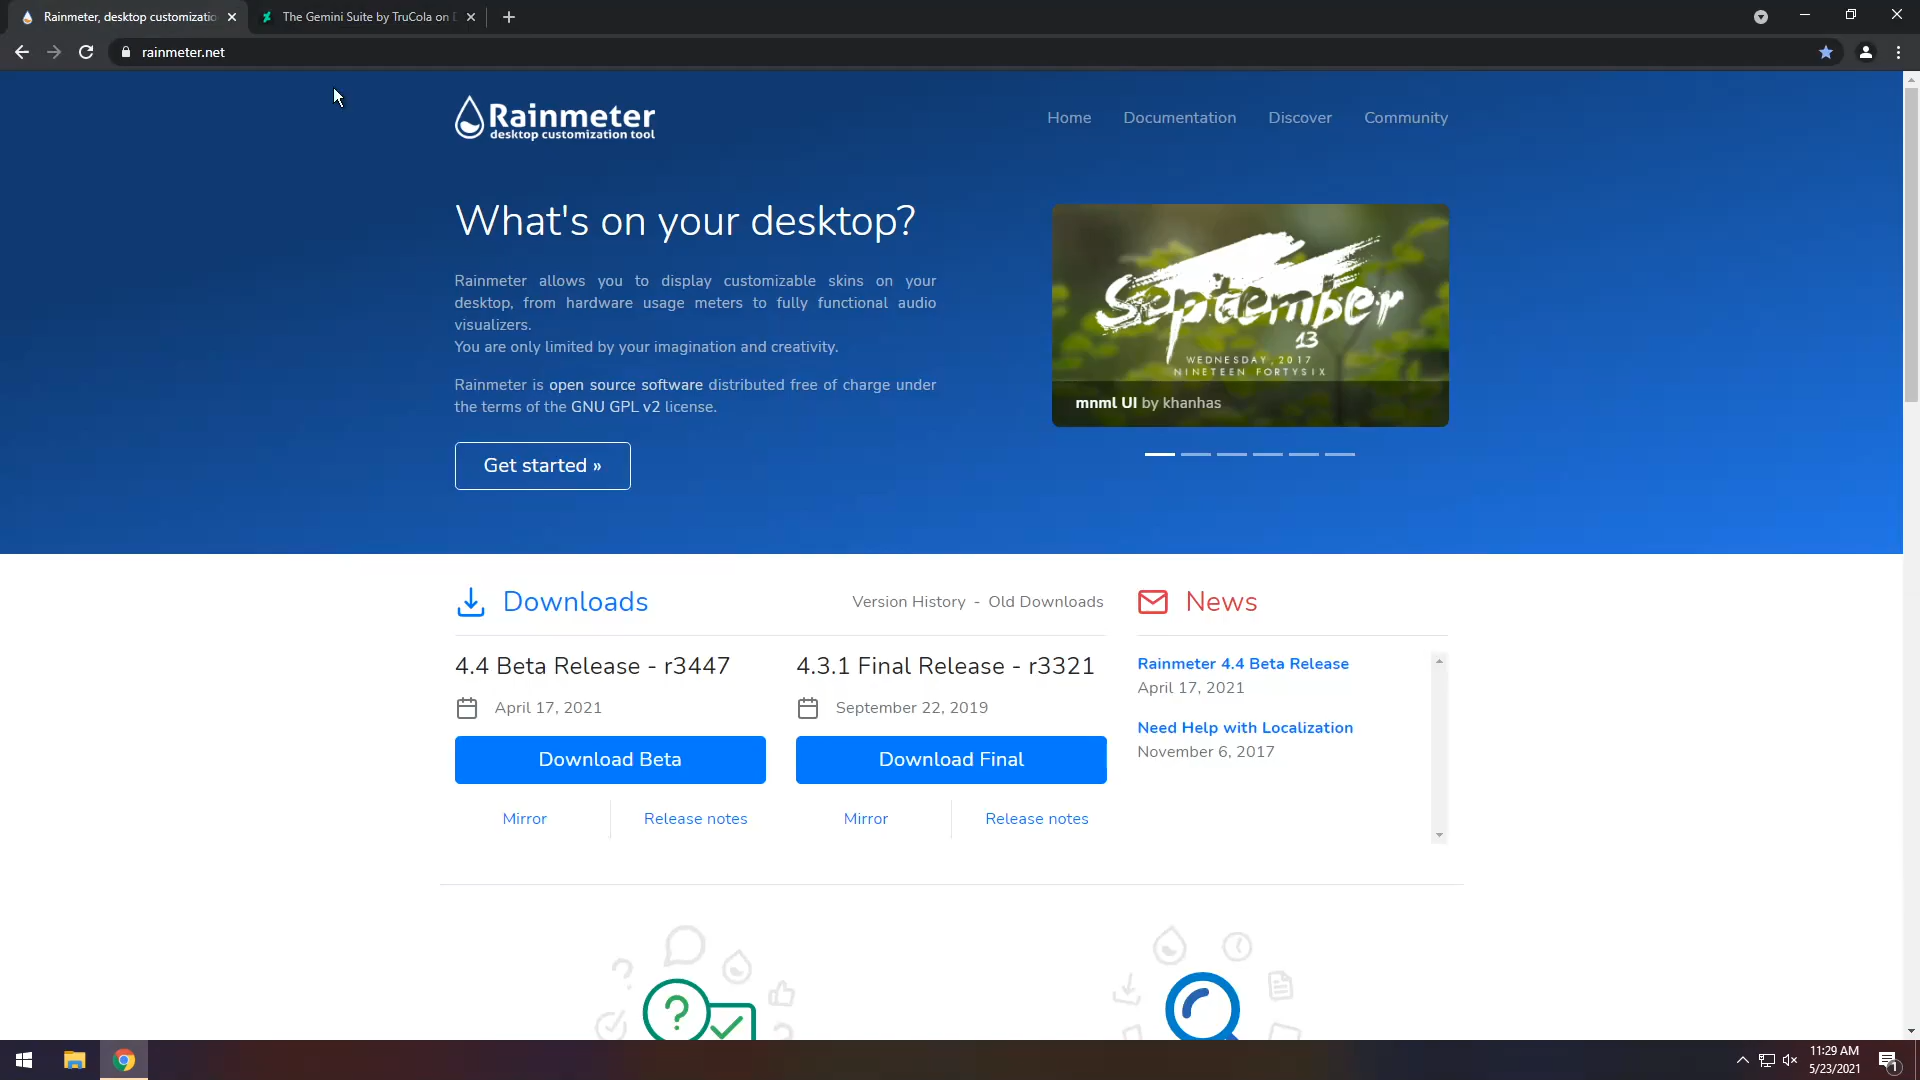 Rainmeter, desktop customizatio
The Gemini Suite by TruCola on D
rainmeter.net
Rainmeter
desktop customization tool
Home
Documentation
Discover
Community
What's on your desktop?
Rainmeter allows you to display customizable skins on your
desktop, from hardware usage meters to fully functional audio
visualizers.
You are only limited by your imagination and creativity.
Rainmeter is open source software distributed free of charge under
the terms of the GNU GPL v2 license.
Get started »
September
13
WEDNESDAY, 2017
NINETEEN FORTYSIX
mnml UI by khanhas
Downloads
Version History - Old Downloads
News
4.4 Beta Release - r3447
April 17, 2021
Download Beta
Mirror
Release notes
4.3.1 Final Release - r3321
September 22, 2019
Download Final
Mirror
Release notes
Rainmeter 4.4 Beta Release
April 17, 2021
Need Help with Localization
November 6, 2017
11:29 AM
5/23/2021
1